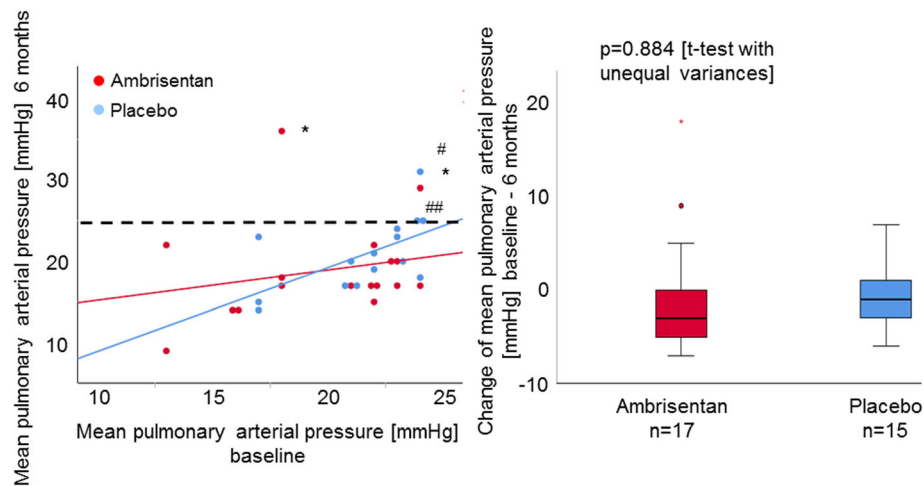 Mean pulmonary arterial pressure [mmHg] 6 months
Ambrisentan
Placebo
40
30
20
10
*
#
*
##
10
15
20
25
Mean pulmonary arterial pressure [mmHg]
baseline
Change of mean pulmonary arterial pressure
[mmHg] baseline - 6 months
p=0.884 [t-test with
unequal variances]
20
10
0
-10
*
Ambrisentan
n=17
Placebo
n=15